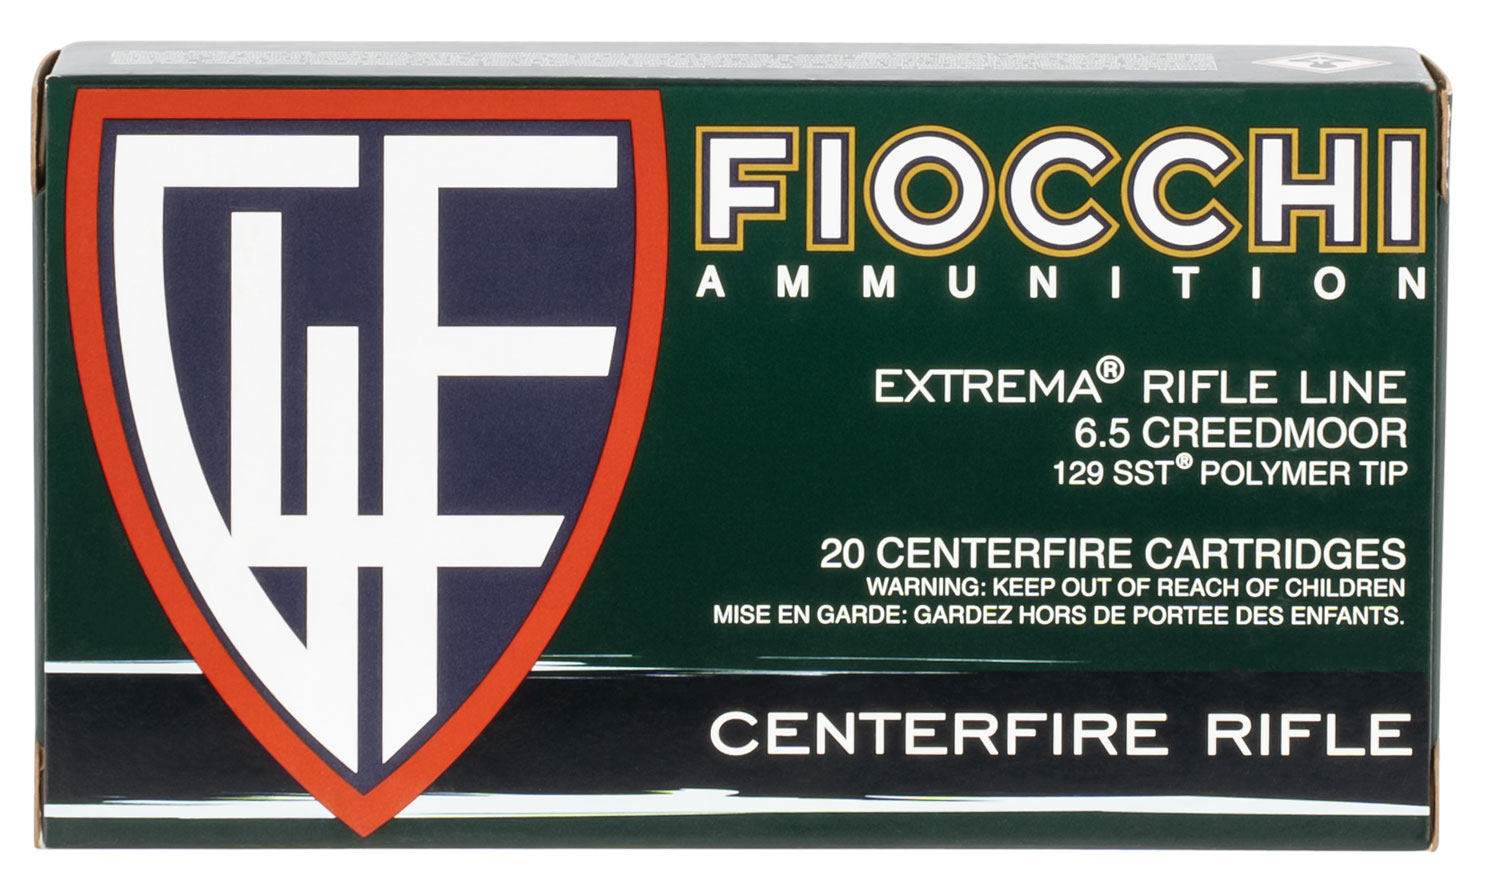 FIOCCHI
AMMUNITION
EXTREMA® RIFLE LINE
6.5 CREEDMOOR
129 SST® POLYMER TIP
20 CENTERFIRE CARTRIDGES
WARNING: KEEP OUT OF REACH OF CHILDREN
MISE EN GARDE: GARDEZ HORS DE PORTEE DES ENFANTS.
CENTERFIRE RIFLE